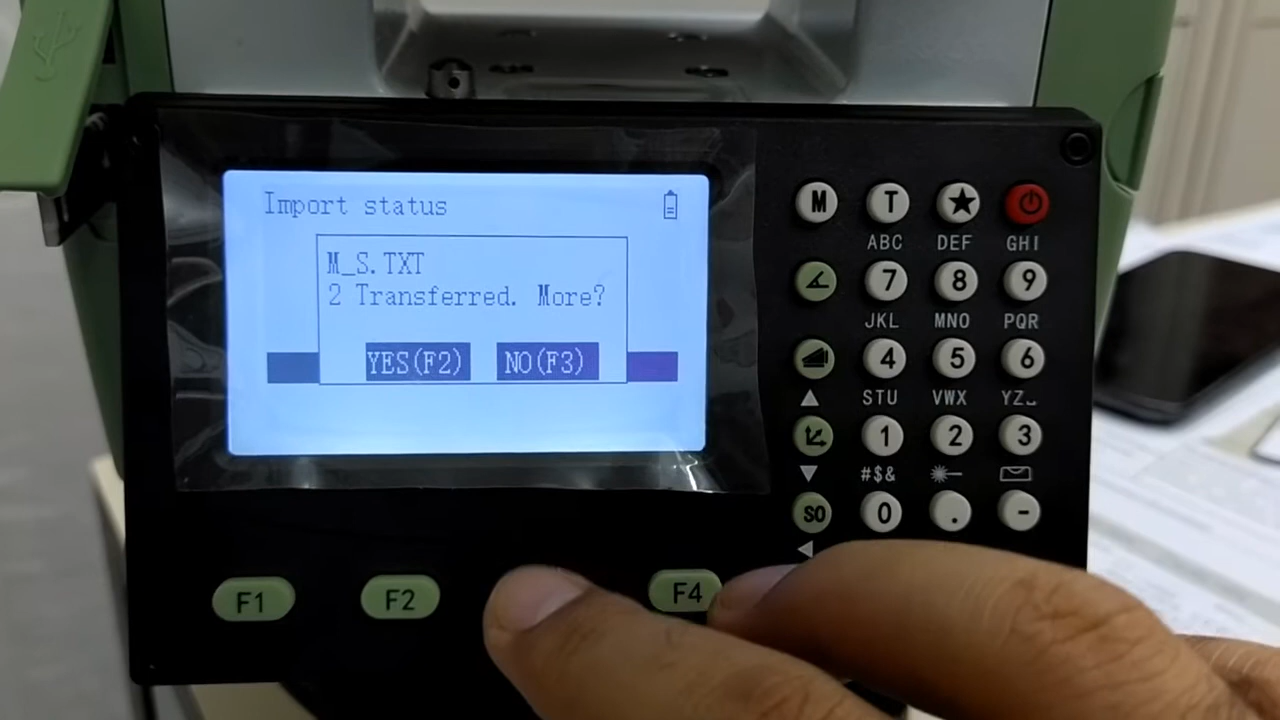 Import status
M_S.TXT
2 Transferred. More?
YES(F2) NO(F3)
M T ★
ABC DEF GHI
7 8 9
JKL MNO PQR
4 5 6
STU VWX YZ_
1 2 3
#$&
SO 0 . -
F1 F2 F4